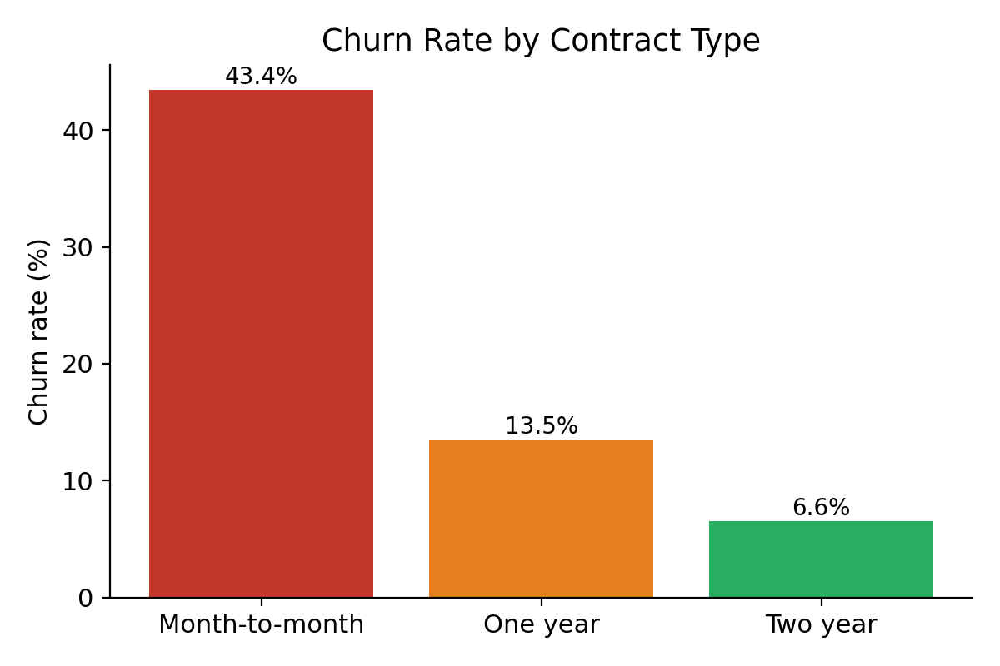 Churn Rate by Contract Type
Churn rate (%)
40
30
20
10
0
43.4%
13.5%
6.6%
Month-to-month
One year
Two year